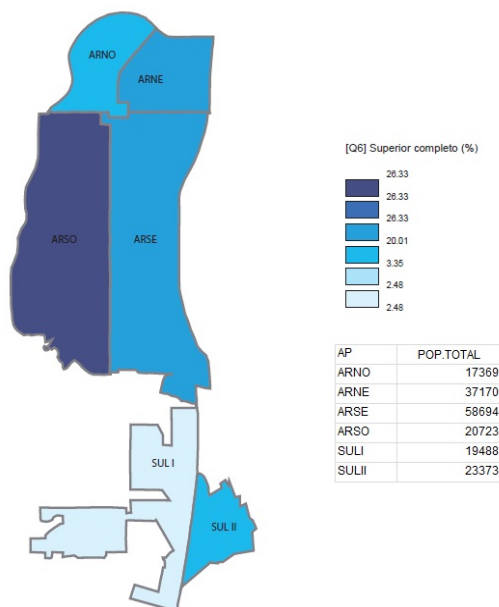 ARNO
ARNE
ARSO
ARSE
SUL I
SUL II
[Q6] Superior completo (%)
26.33
26.33
26.33
20.01
3.35
2.48
2.48
AP POP.TOTAL
ARNO 17369
ARNE 37170
ARSE 58694
ARSO 20723
SULI 19488
SULII 23373